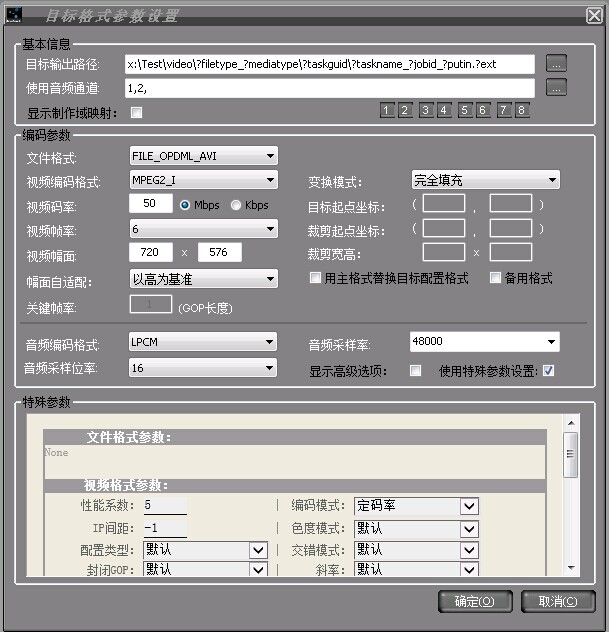 目标格式参数设置
基本信息
目标输出路径: x:\Test\video\?filetype_?mediatype\?taskguid\?taskname_?jobid_?putin.?ext ...
使用音频通道: 1,2, ...
显示制作域映射: 1 2 3 4 5 6 7 8
编码参数
文件格式: FILE_OPDML_AVI
视频编码格式: MPEG2_I 变换模式: 完全填充
视频码率: 50 Mbps Kbps 目标起点坐标: ( , )
视频帧率: 6 裁剪起点坐标: ( , )
视频幅面: 720 x 576 裁剪宽高: x
幅面自适配: 以高为基准 用主格式替换目标配置格式 备用格式
关键帧率: 1 (GOP长度)
音频编码格式: LPCM 音频采样率: 48000
音频采样位率: 16 显示高级选项: 使用特殊参数设置:
特殊参数
文件格式参数:
None
视频格式参数:
性能系数: 5 | 编码模式: 定码率
IP间距: -1 | 色度模式: 默认
配置类型: 默认 | 交错模式: 默认
封闭GOP: 默认 | 斜率: 默认
确定(O) 取消(C)